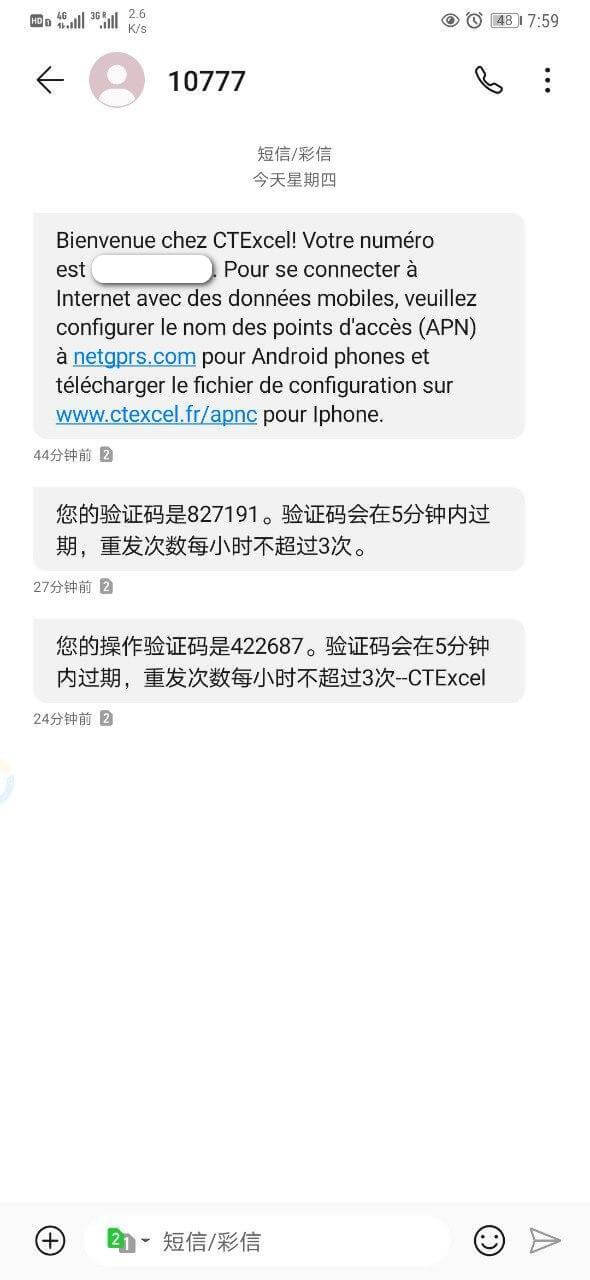 HD 4G 3G R 2.6 K/s 48 7:59
10777
短信/彩信
今天星期四
Bienvenue chez CTExcel! Votre numéro
est . Pour se connecter à
Internet avec des données mobiles, veuillez
configurer le nom des points d'accès (APN)
à netgprs.com pour Android phones et
télécharger le fichier de configuration sur
www.ctexcel.fr/apnc pour Iphone.
44分钟前 2
您的验证码是827191。验证码会在5分钟内过
期，重发次数每小时不超过3次。
27分钟前 2
您的操作验证码是422687。验证码会在5分钟
内过期，重发次数每小时不超过3次--CTExcel
24分钟前 2
2 1 短信/彩信